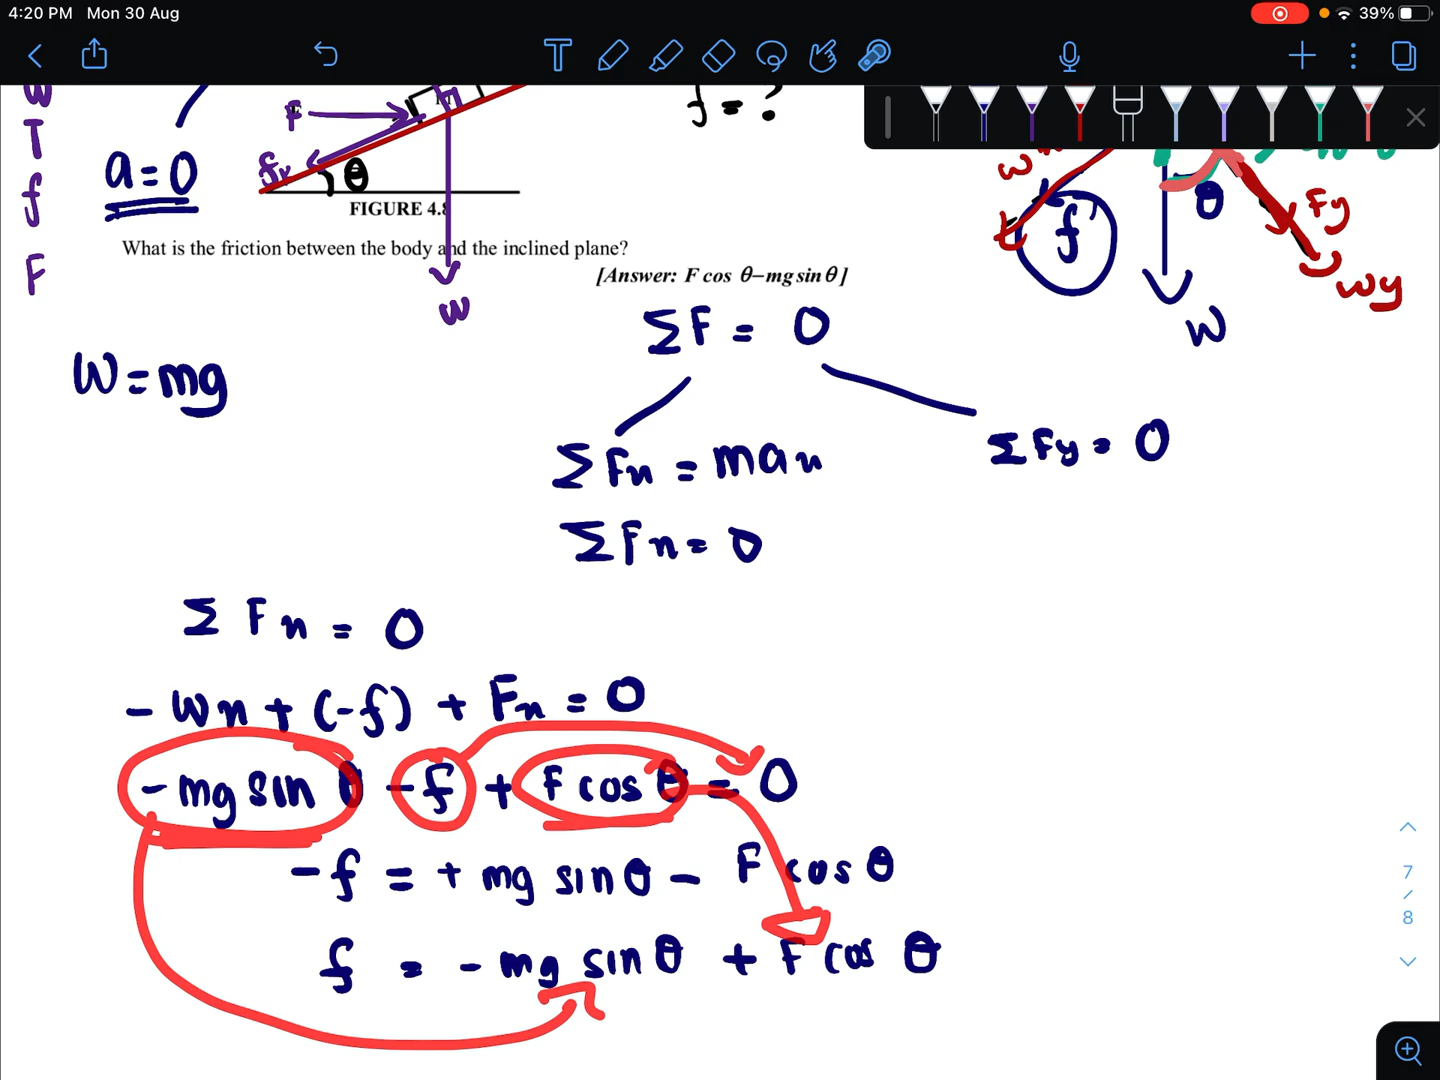 4:20 PM Mon 30 Aug
39%
W
T
f
F
a = 0
F
m
fk
θ
f = ?
FIGURE 4.8
W
What is the friction between the body and the inclined plane?
[Answer: F cos θ–mg sin θ]
f
θ
Fy
Wy
W
W = mg
ΣF = 0
ΣFx = max
ΣFy = 0
ΣFx = 0
ΣFx = 0
- Wx + (-f) + Fx = 0
- mg sin θ - f + F cos θ = 0
- f = + mg sin θ - F cos θ
f = - mg sin θ + F cos θ
7
/
8